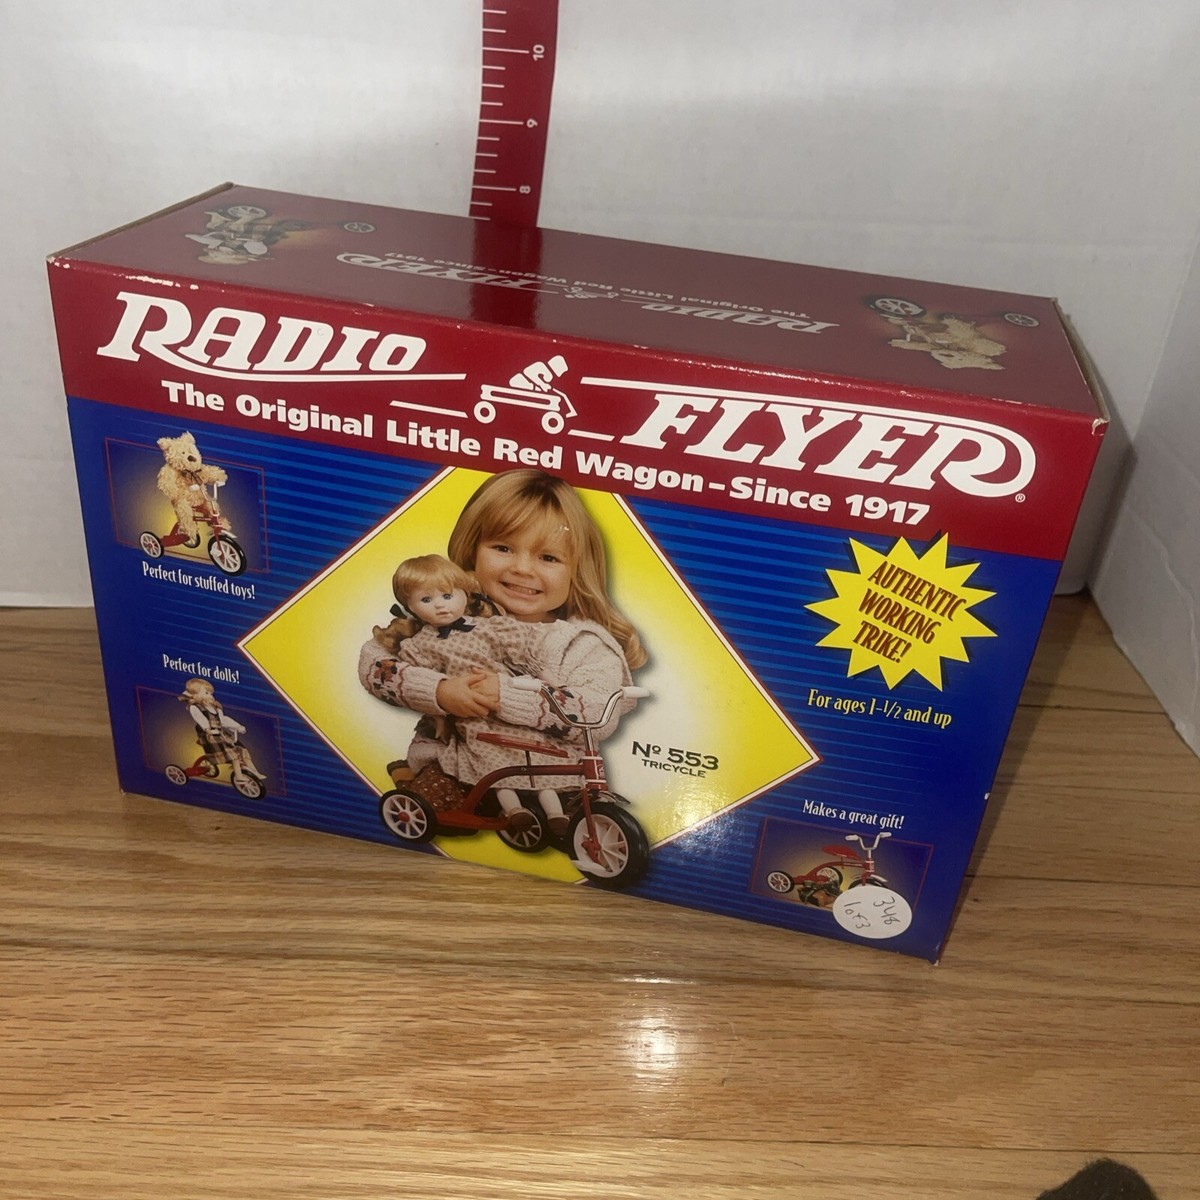 10
9
8
RADIO FLYER
The Original Little Red Wagon-Since 1917
RADIO FLYER®
The Original Little Red Wagon–Since 1917
Perfect for stuffed toys!
Perfect for dolls!
AUTHENTIC
WORKING
TRIKE!
For ages 1-1/2 and up
Nº 553
TRICYCLE
Makes a great gift!
348
1 of 3